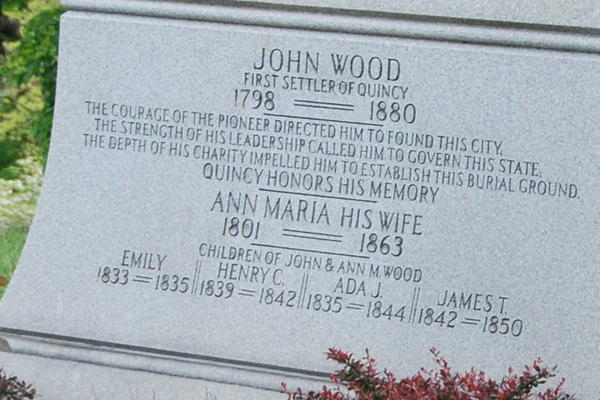 JOHN WOOD
FIRST SETTLER OF QUINCY
1798 = 1880
THE COURAGE OF THE PIONEER DIRECTED HIM TO FOUND THIS CITY,
THE STRENGTH OF HIS LEADERSHIP CALLED HIM TO GOVERN THIS STATE,
THE DEPTH OF HIS CHARITY IMPELLED HIM TO ESTABLISH THIS BURIAL GROUND.
QUINCY HONORS HIS MEMORY
ANN MARIA HIS WIFE
1801 = 1863
CHILDREN OF JOHN & ANN M. WOOD
EMILY HENRY C. ADA J. JAMES T.
1833=1835 1839=1842 1835=1844 1842=1850